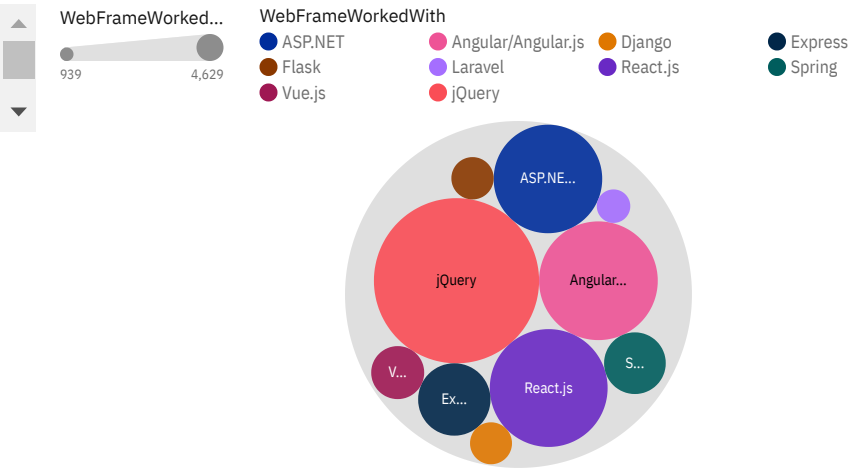 WebFrameWorked...
939
4,629
WebFrameWorkedWith
ASP.NET Angular/Angular.js Django Express
Flask Laravel React.js Spring
Vue.js jQuery
ASP.NE...
jQuery
Angular...
S...
V...
React.js
Ex...